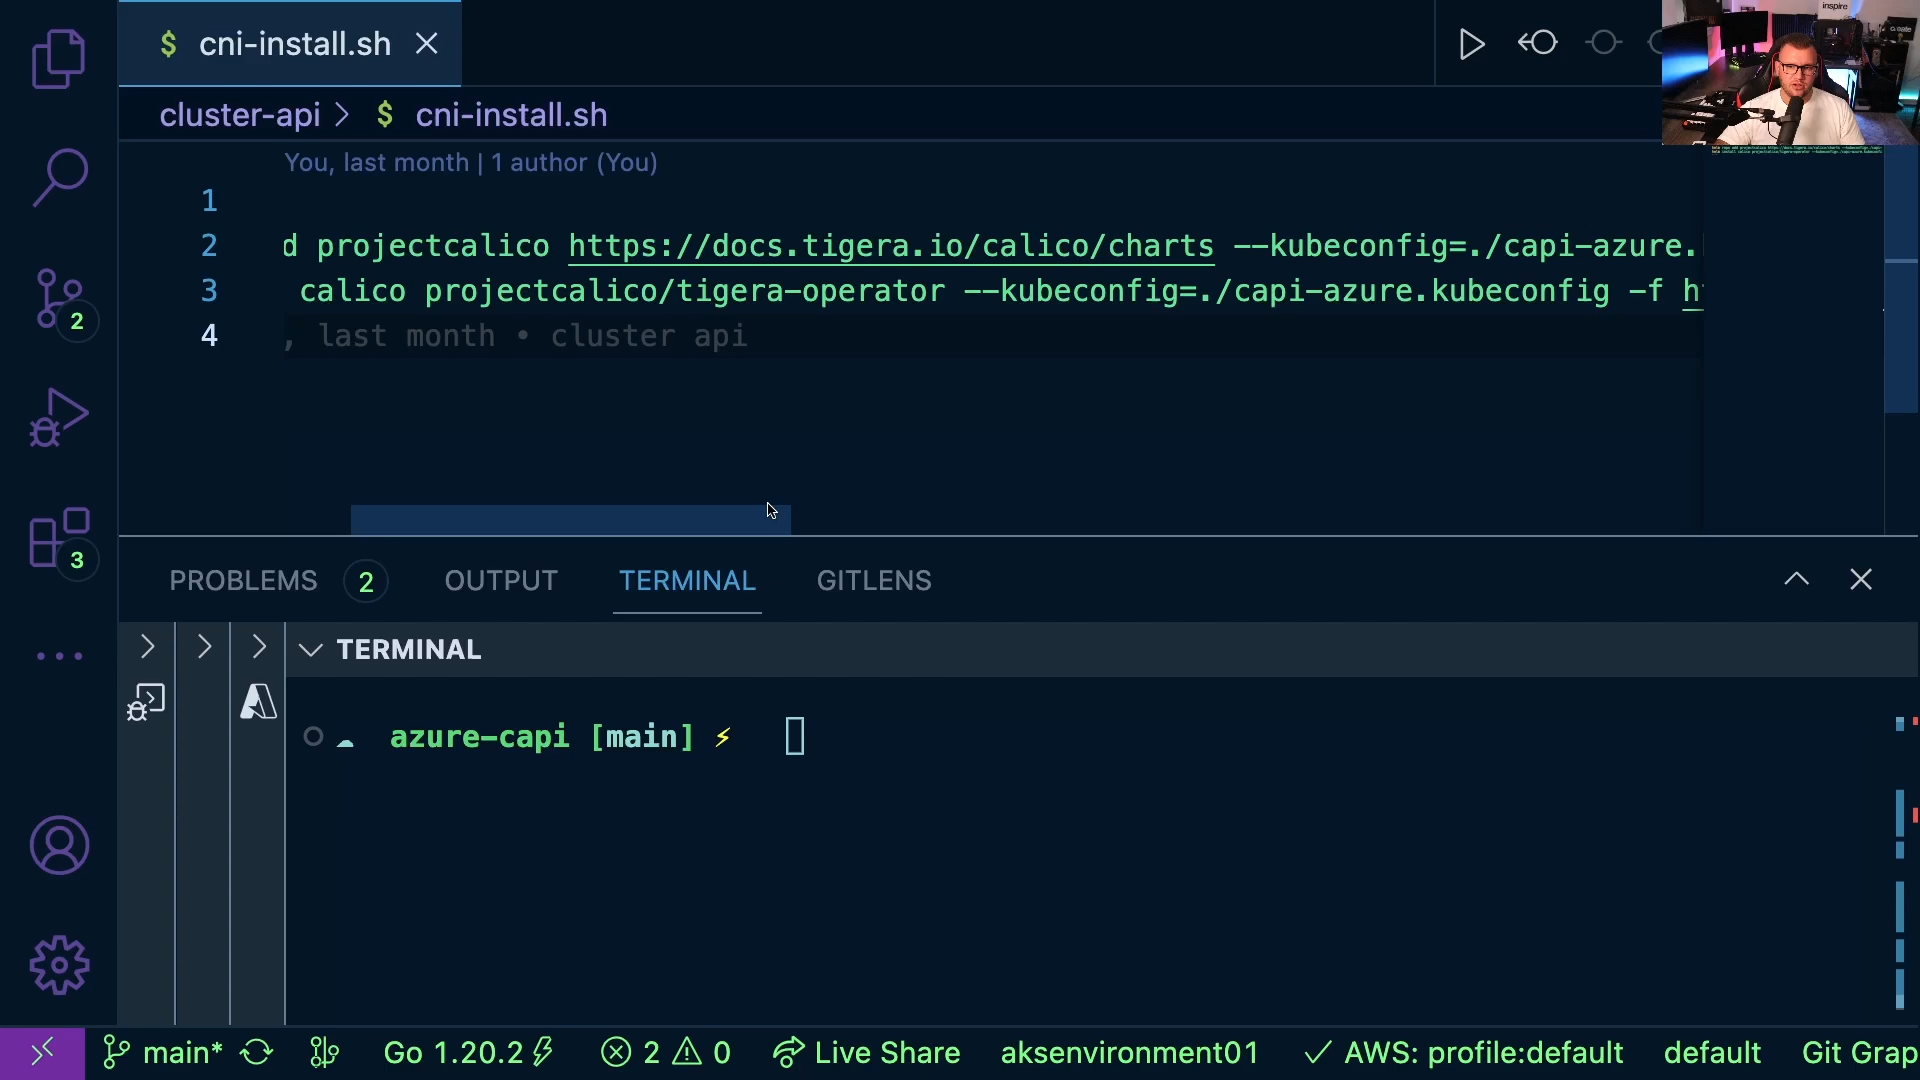 $ cni-install.sh
inspire
create
cluster-api > $ cni-install.sh
You, last month | 1 author (You)
1
2 d projectcalico https://docs.tigera.io/calico/charts --kubeconfig=./capi-azure.
3 calico projectcalico/tigera-operator --kubeconfig=./capi-azure.kubeconfig -f h
4 , last month • cluster api
2
3
PROBLEMS 2 OUTPUT TERMINAL GITLENS
TERMINAL
azure-capi [main] ⚡
main* Go 1.20.2 2 0 Live Share aksenvironment01 ✓ AWS: profile:default default Git Grap